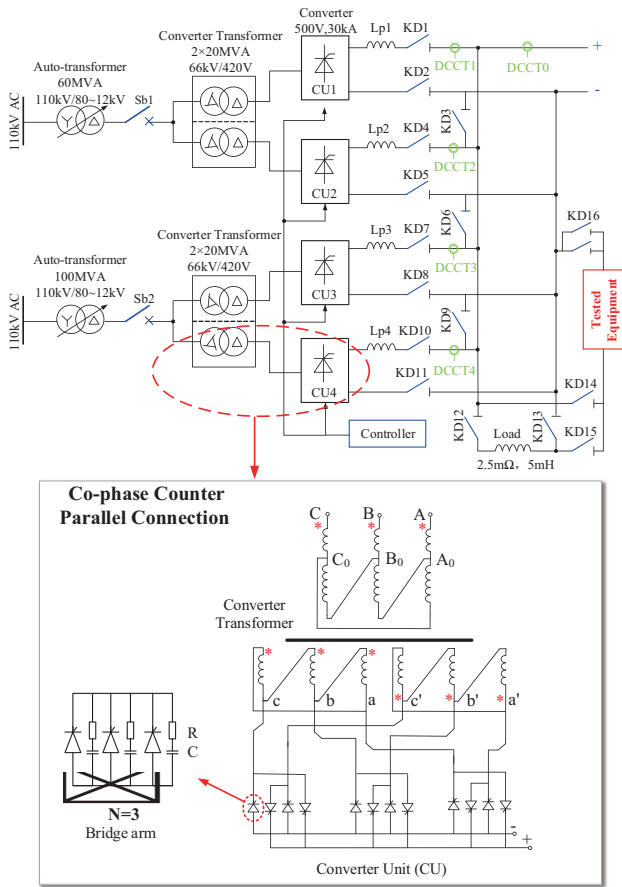 Converter
500V,30kA
Converter Transformer
2×20MVA
66kV/420V
Auto-transformer
60MVA
110kV/80~12kV
Sb1
110kV AC
CU1
Lp1
KD1
DCCT1
DCCT0
+
KD2
-
KD3
Lp2
KD4
DCCT2
CU2
KD5
KD6
Converter Transformer
2×20MVA
66kV/420V
Auto-transformer
100MVA
110kV/80~12kV
Sb2
110kV AC
CU3
Lp3
KD7
DCCT3
KD8
KD16
KD9
Tested
Equipment
Lp4
KD10
DCCT4
CU4
KD11
KD14
KD12
KD13
KD15
Load
2.5mΩ, 5mH
Controller
Co-phase Counter
Parallel Connection
C
B
A
*
*
*
C0
B0
A0
Converter
Transformer
*
*
*
c
b
a
*
c'
*
b'
*
a'
R
C
N=3
Bridge arm
-
+
Converter Unit (CU)